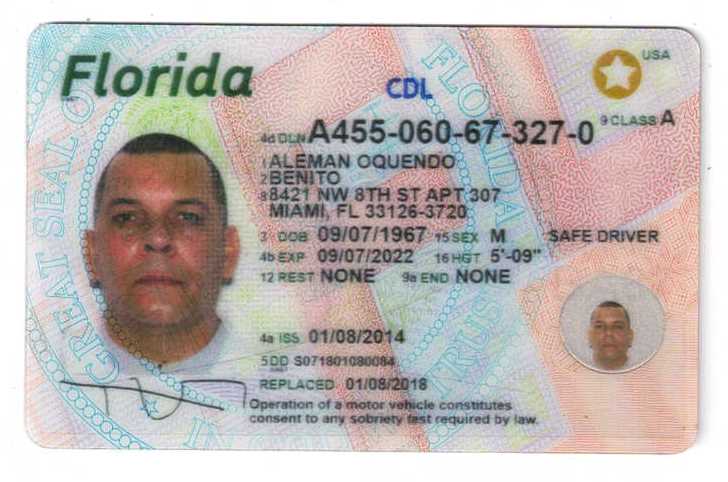 Florida
CDL
USA
9 CLASS A
4d DLN A455-060-67-327-0
1 ALEMAN OQUENDO
2 BENITO
8 8421 NW 8TH ST APT 307
MIAMI, FL 33126-3720
3 DOB 09/07/1967 15 SEX M SAFE DRIVER
4b EXP 09/07/2022 16 HGT 5'-09"
12 REST NONE 9a END NONE
4a ISS 01/08/2014
5 DD S071801080084
REPLACED 01/08/2018
Operation of a motor vehicle constitutes
consent to any sobriety test required by law.
GREAT SEAL OF
FLORIDA
TRUST